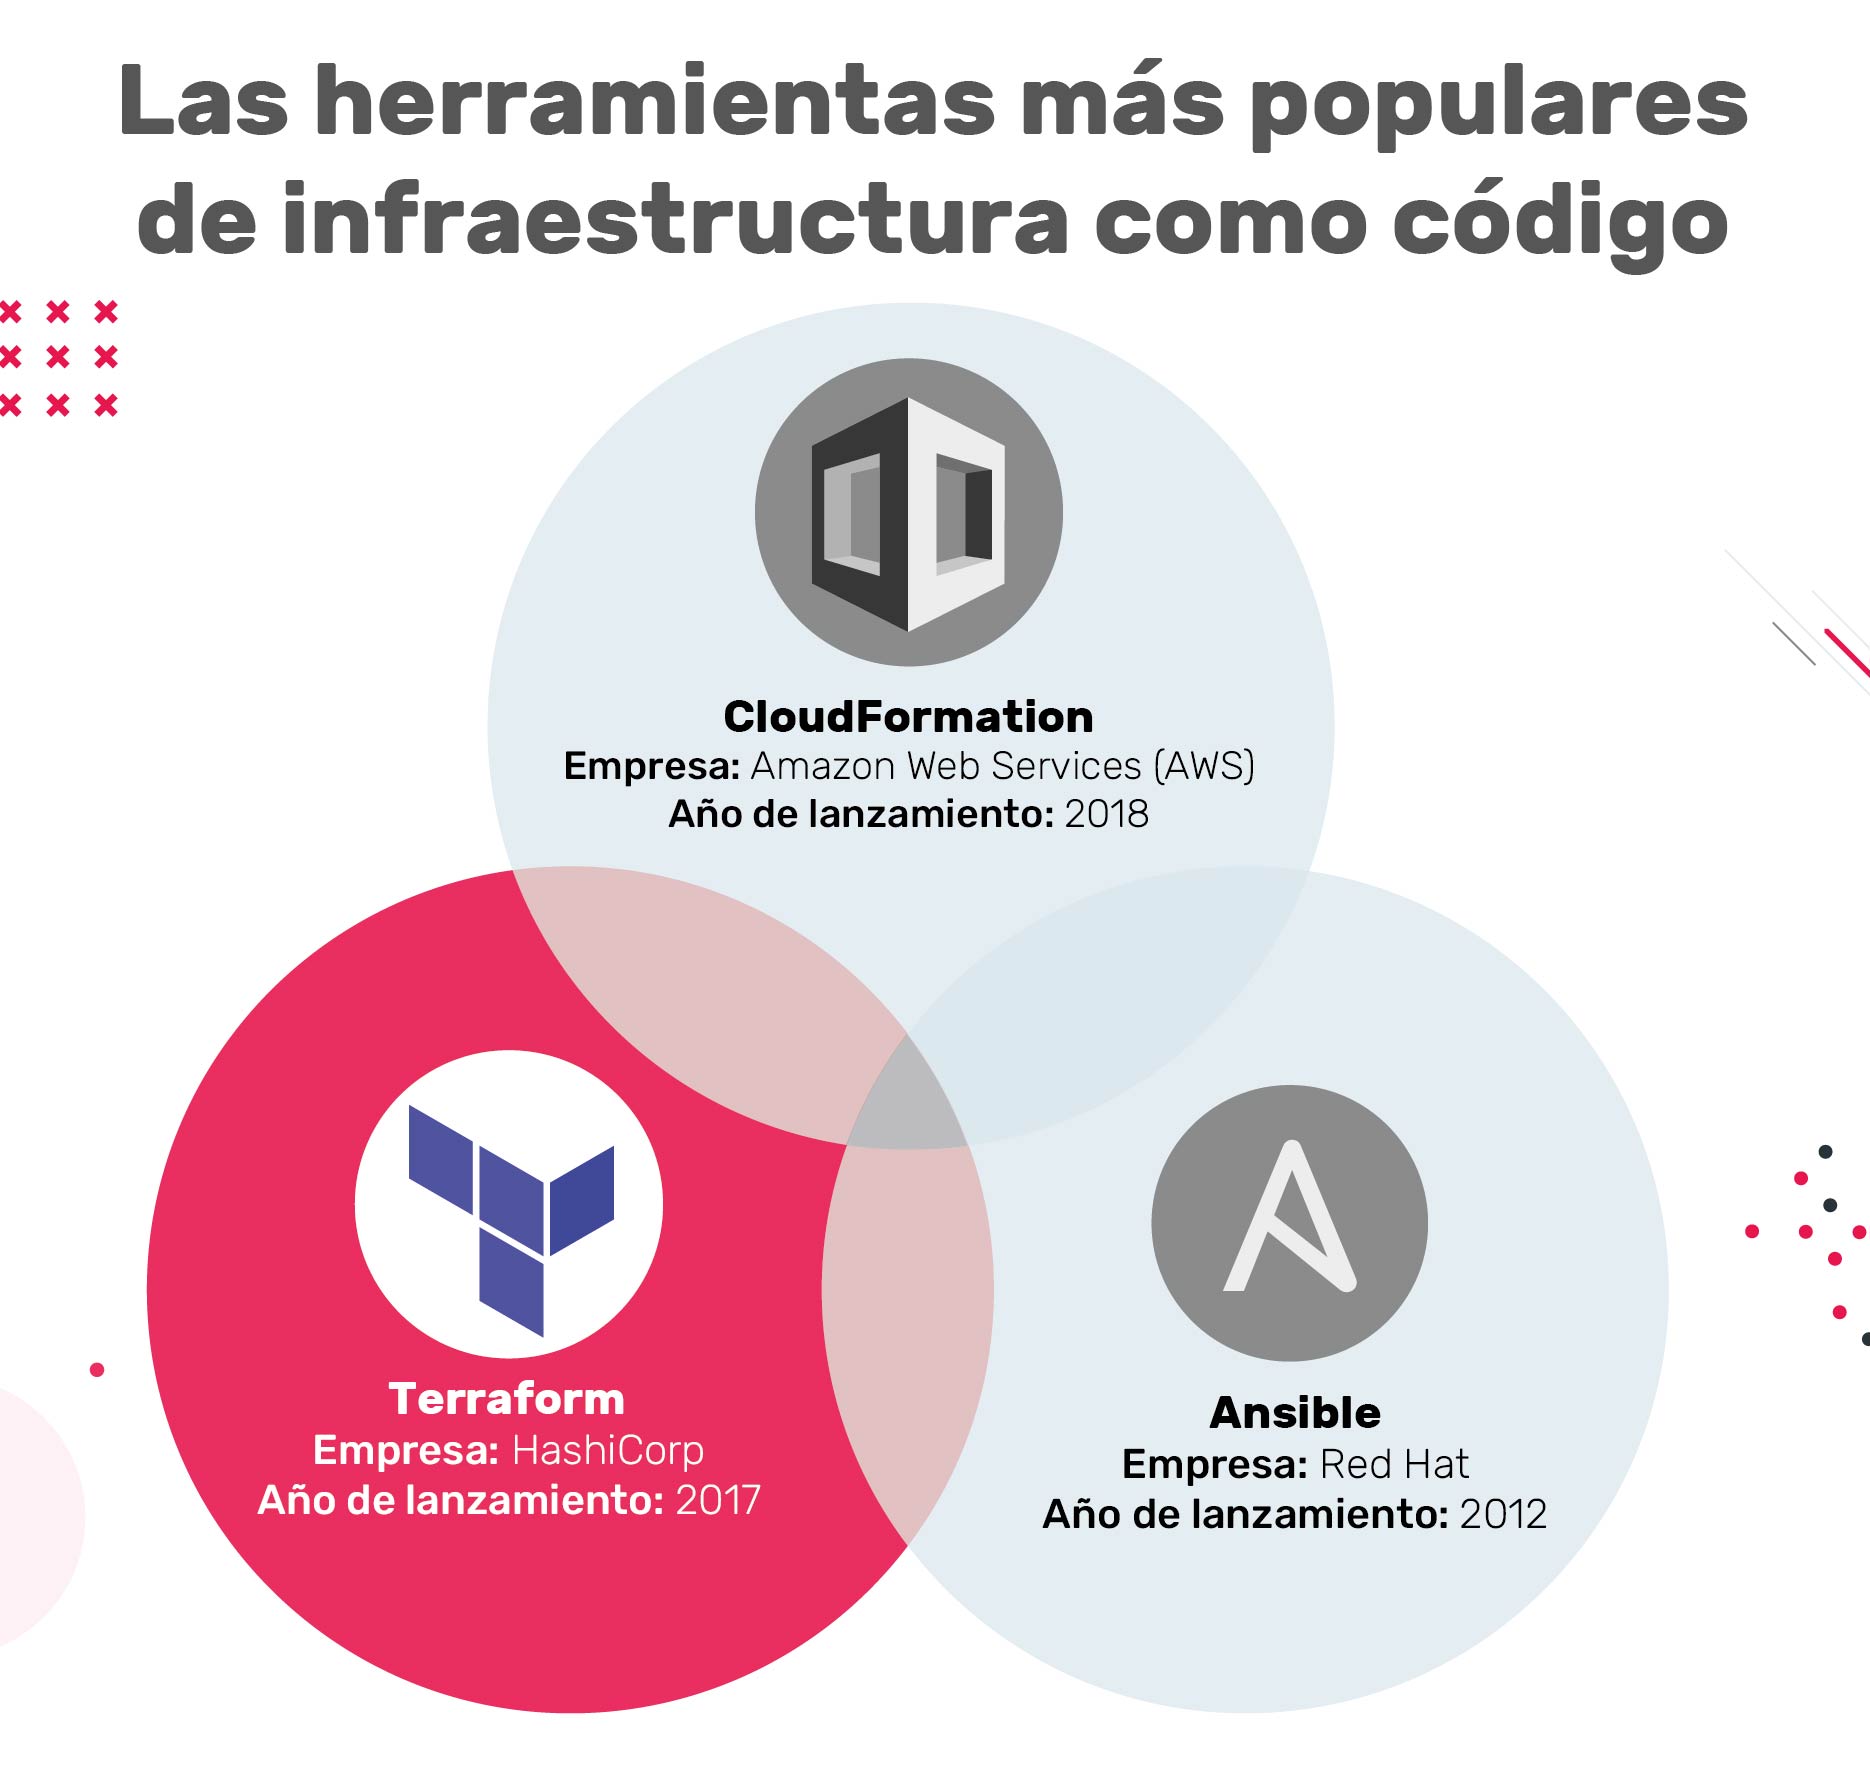 Las herramientas más populares
de infraestructura como código
CloudFormation
Empresa: Amazon Web Services (AWS)
Año de lanzamiento: 2018
Terraform
Empresa: HashiCorp
Año de lanzamiento: 2017
Ansible
Empresa: Red Hat
Año de lanzamiento: 2012